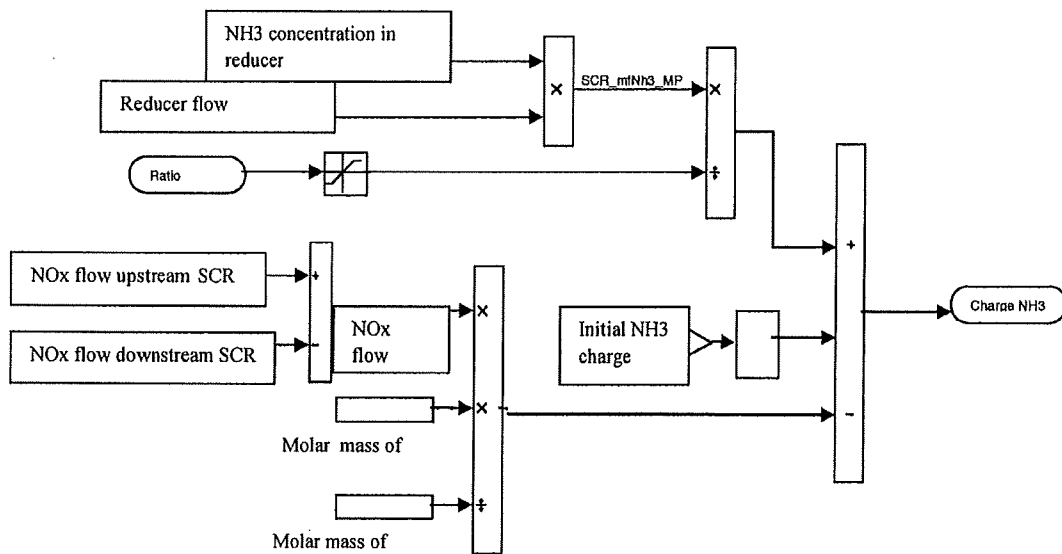 NH3 concentration in
reducer
Reducer flow
SCR_mfNh3_MP
×
×
Ratio
÷
+
NOx flow upstream SCR
+
NOx flow downstream SCR
−
NOx
flow
×
Initial NH3
charge
Charge NH3
×
−
Molar mass of
÷
Molar mass of